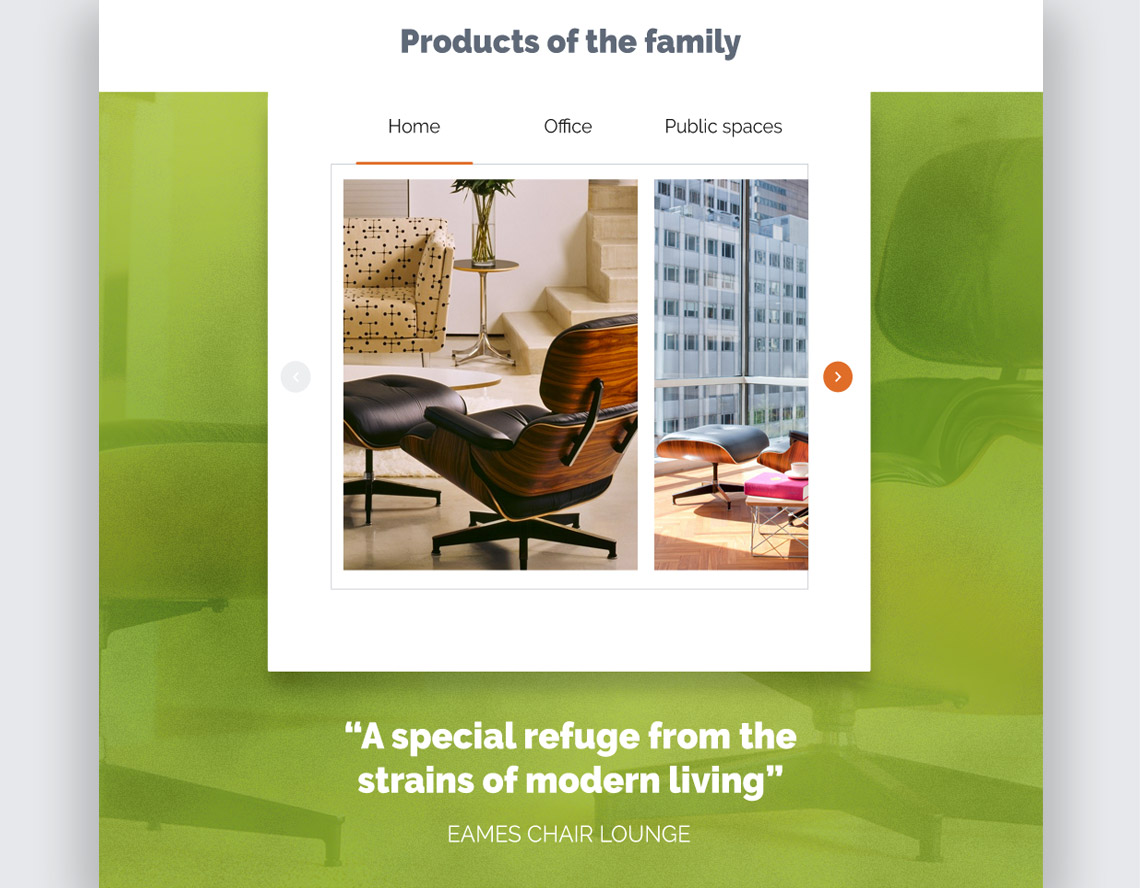 Products of the family
Home Office Public spaces
“A special refuge from the
strains of modern living”
EAMES CHAIR LOUNGE